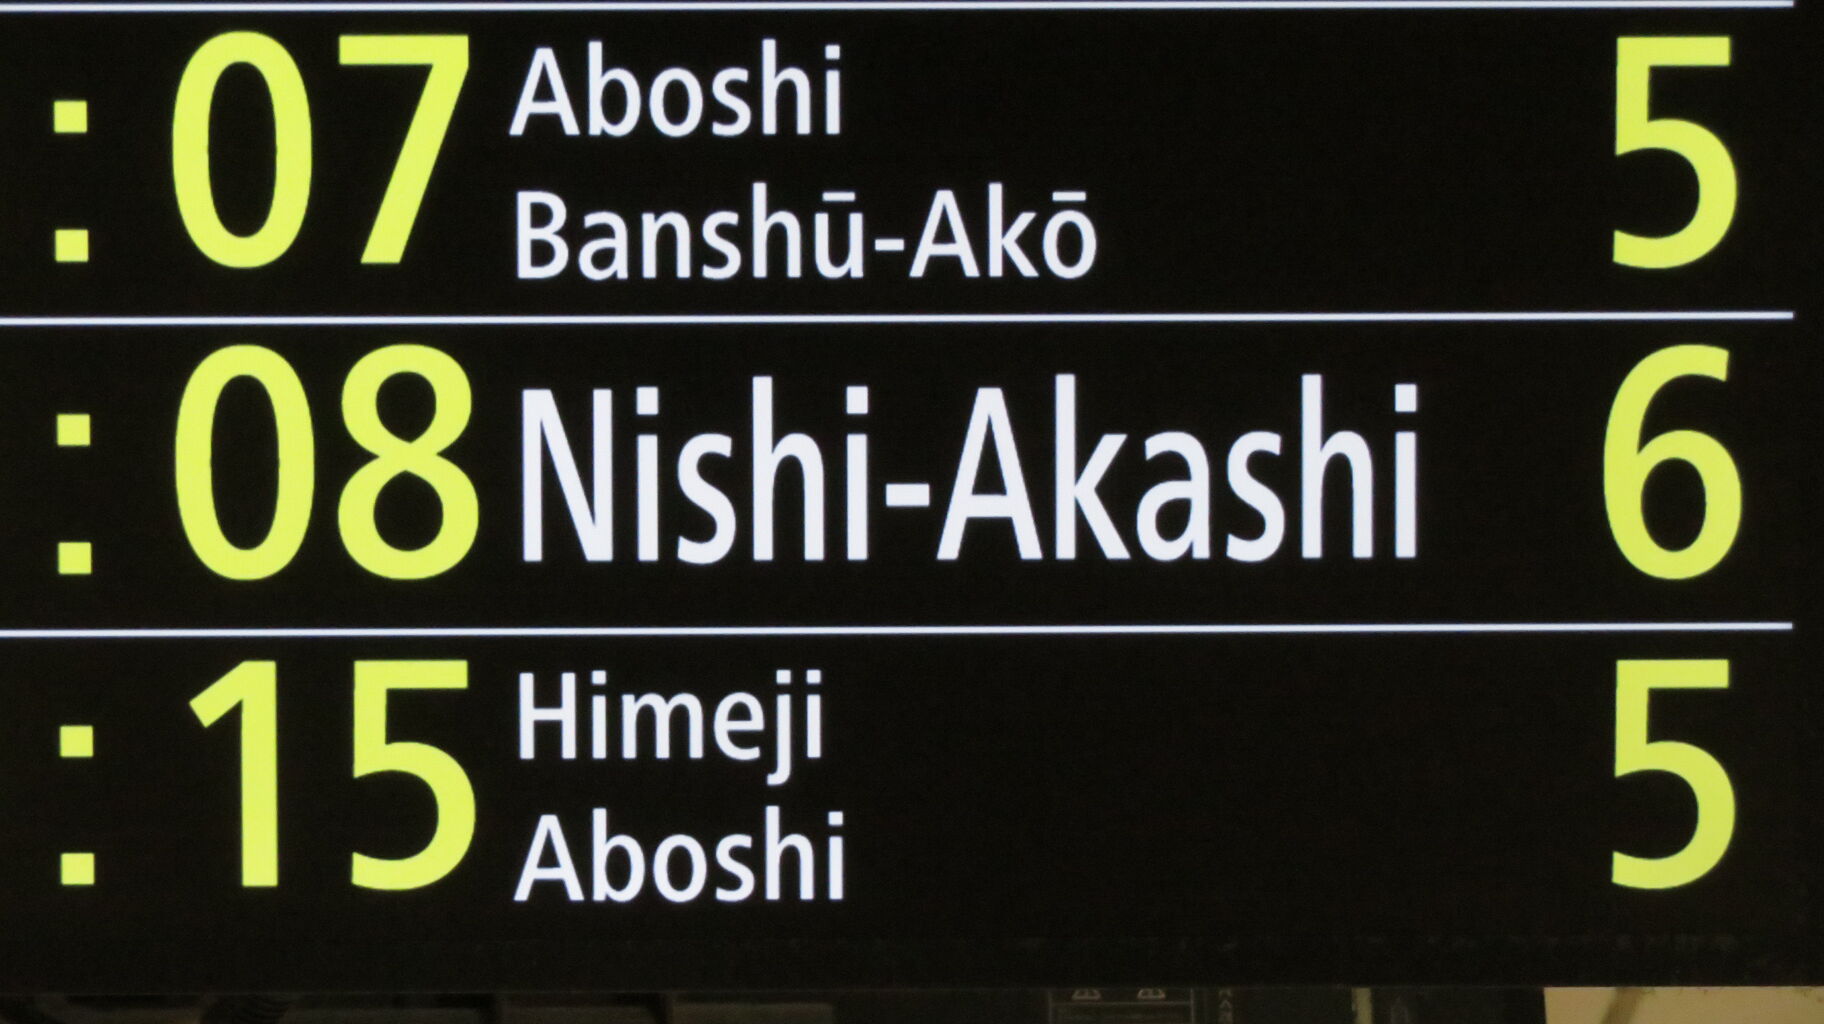 :07 Aboshi 5
Banshū-Akō
:08 Nishi-Akashi 6
:15 Himeji 5
Aboshi